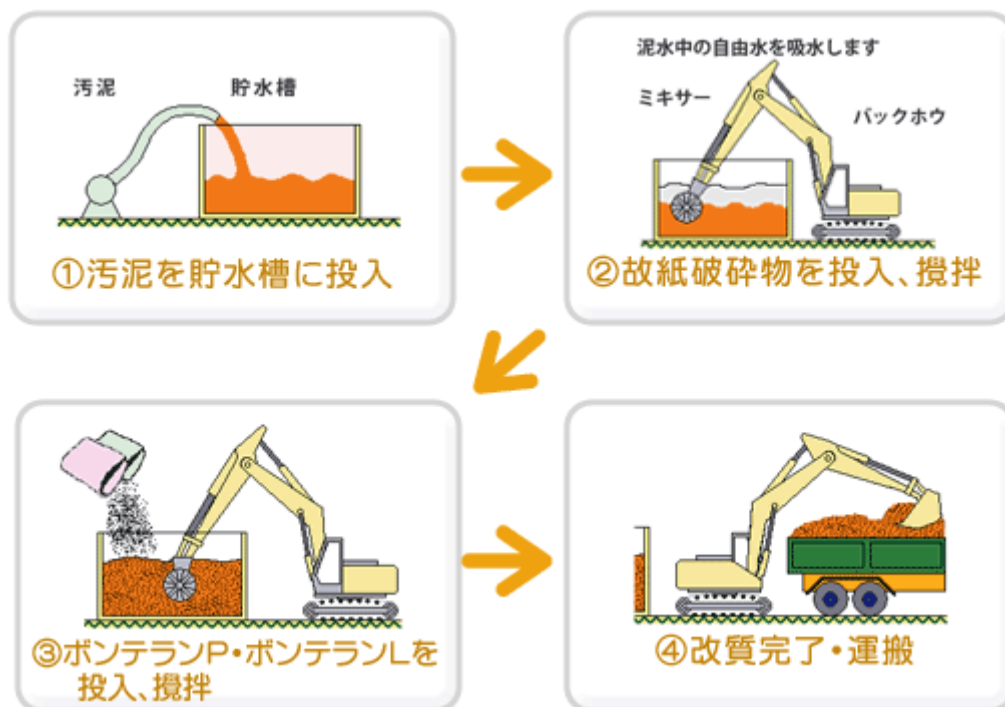 汚泥
貯水槽
①汚泥を貯水槽に投入
泥水中の自由水を吸水します
ミキサー
バックホウ
②故紙破砕物を投入、攪拌
③ボンテランP・ボンテランLを
投入、攪拌
④改質完了・運搬